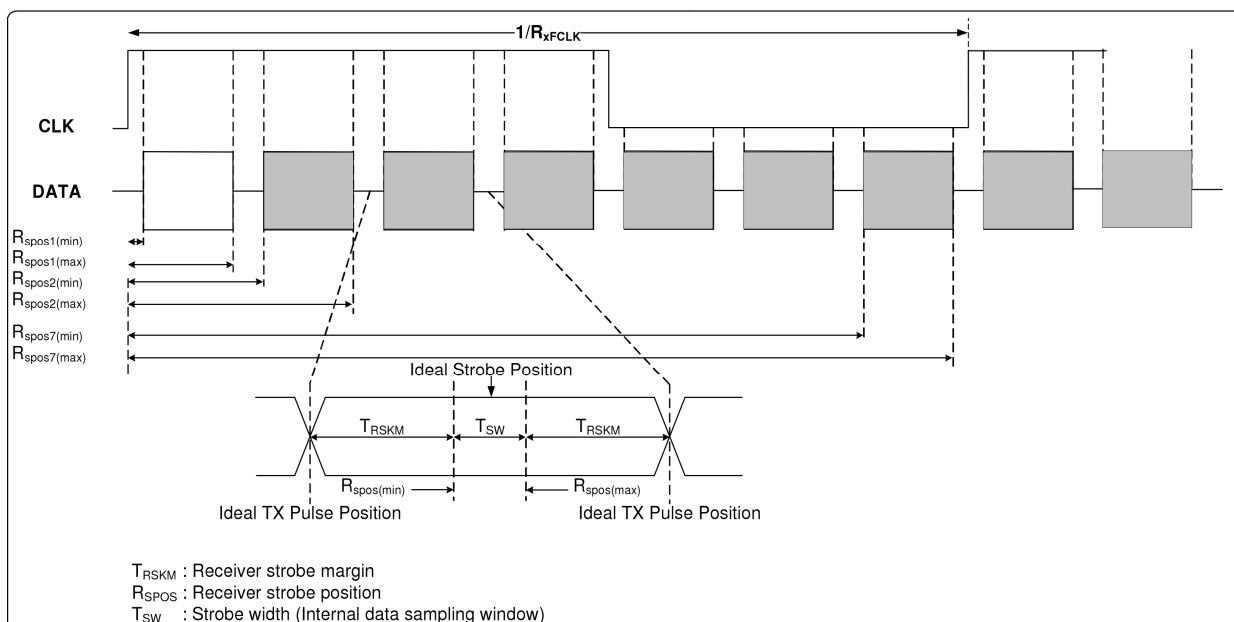 1/RxFCLK
CLK
DATA
Rspos1(min)
Rspos1(max)
Rspos2(min)
Rspos2(max)
Rspos7(min)
Rspos7(max)
Ideal Strobe Position
TRSKM TSW TRSKM
Rspos(min) Rspos(max)
Ideal TX Pulse Position Ideal TX Pulse Position
TRSKM : Receiver strobe margin
RSPOS : Receiver strobe position
TSW : Strobe width (Internal data sampling window)